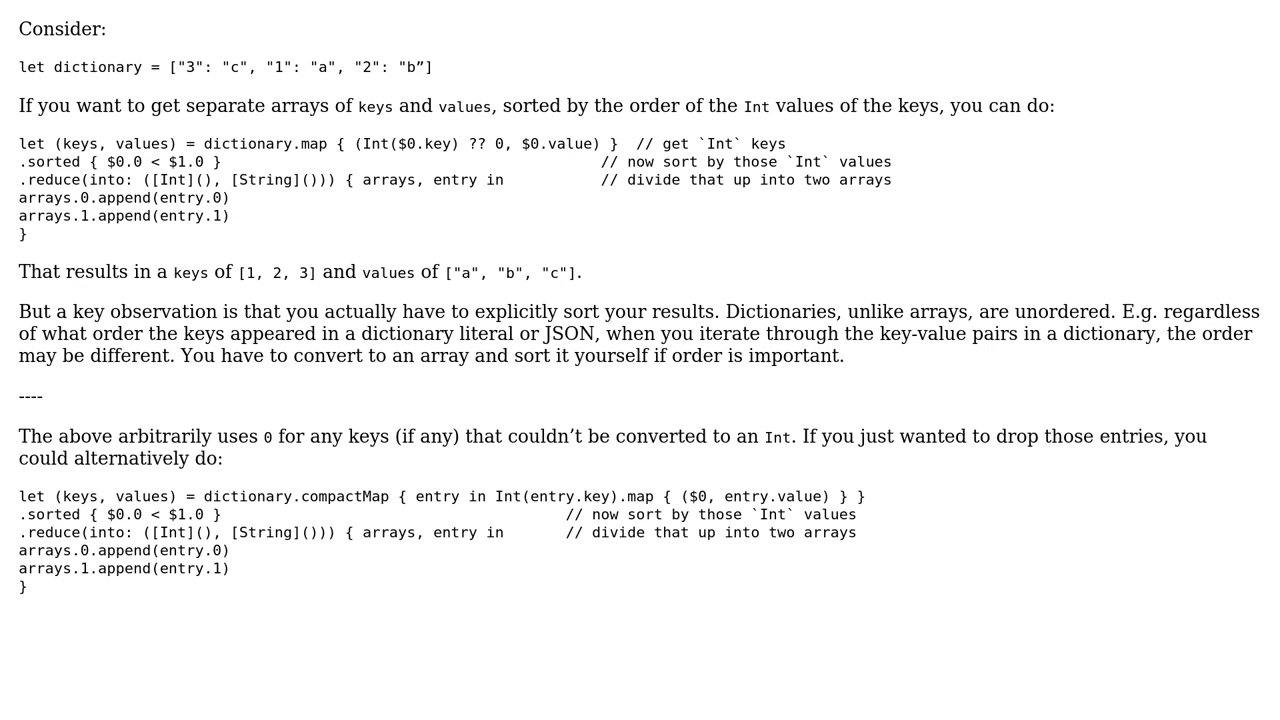 Consider:
let dictionary = ["3": "c", "1": "a", "2": "b”]
If you want to get separate arrays of keys and values, sorted by the order of the Int values of the keys, you can do:
let (keys, values) = dictionary.map { (Int($0.key) ?? 0, $0.value) }  // get `Int` keys
.sorted { $0.0 < $1.0 }                                           // now sort by those `Int` values
.reduce(into: ([Int](), [String]())) { arrays, entry in           // divide that up into two arrays
arrays.0.append(entry.0)
arrays.1.append(entry.1)
}
That results in a keys of [1, 2, 3] and values of ["a", "b", "c"].
But a key observation is that you actually have to explicitly sort your results. Dictionaries, unlike arrays, are unordered. E.g. regardless
of what order the keys appeared in a dictionary literal or JSON, when you iterate through the key-value pairs in a dictionary, the order
may be different. You have to convert to an array and sort it yourself if order is important.
----
The above arbitrarily uses 0 for any keys (if any) that couldn’t be converted to an Int. If you just wanted to drop those entries, you
could alternatively do:
let (keys, values) = dictionary.compactMap { entry in Int(entry.key).map { ($0, entry.value) } }
.sorted { $0.0 < $1.0 }                                       // now sort by those `Int` values
.reduce(into: ([Int](), [String]())) { arrays, entry in       // divide that up into two arrays
arrays.0.append(entry.0)
arrays.1.append(entry.1)
}